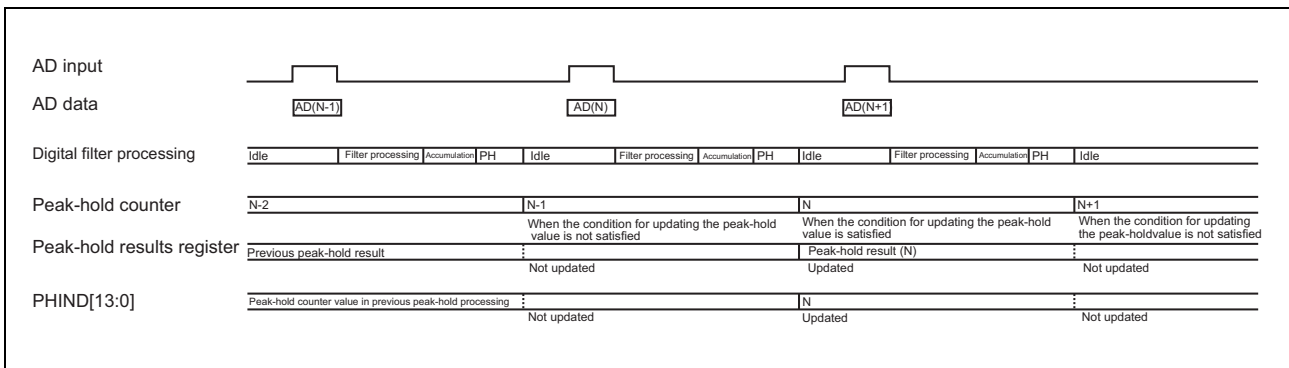 AD input
AD data
AD(N-1)
AD(N)
AD(N+1
Digital filter processing
Idle
Filter processing
Accumulation
PH
Idle
Filter processing
Accumulation
PH
Idle
Filter processing
Accumulation
PH
Idle
Peak-hold counter
N-2
N-1
N
N+1
When the condition for updating the peak-hold
value is not satisfied
When the condition for updating the peak-hold
value is satisfied
When the condition for updating
the peak-holdvalue is not satisfied
Peak-hold results register
Previous peak-hold result
Peak-hold result (N)
Not updated
Updated
Not updated
PHIND[13:0]
Peak-hold counter value in previous peak-hold processing
N
Not updated
Updated
Not updated